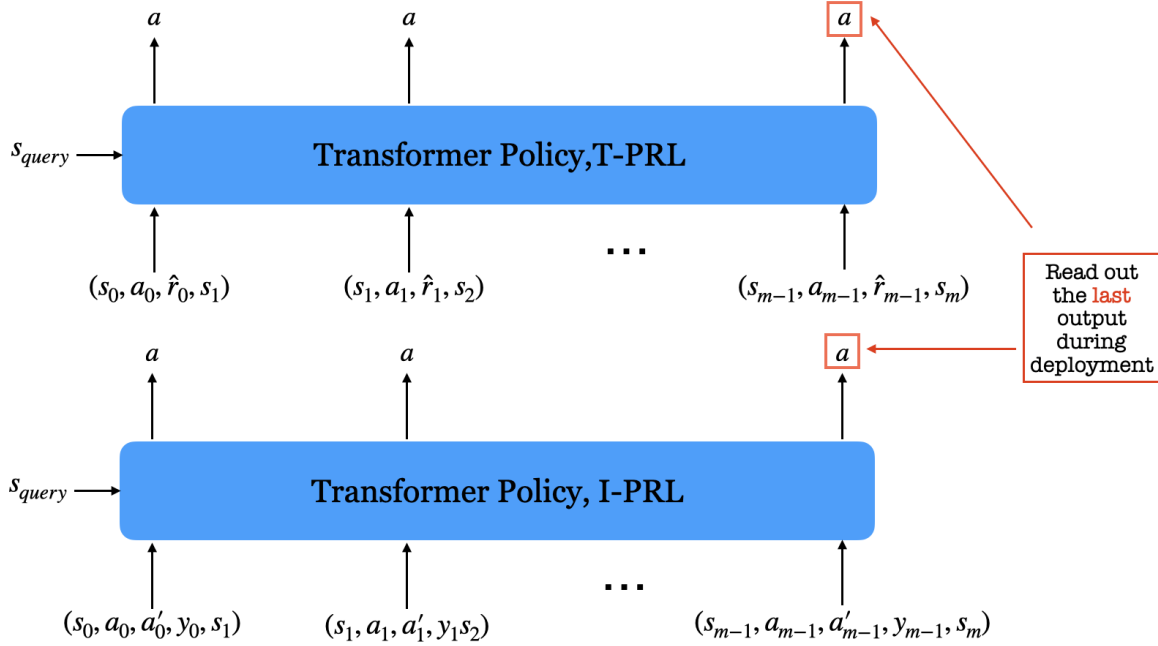 a a a
s_query Transformer Policy,T-PRL
(s_0, a_0, r̂_0, s_1) (s_1, a_1, r̂_1, s_2) ... (s_{m−1}, a_{m−1}, r̂_{m−1}, s_m)
Read out
the last
output
during
deployment
a a a
s_query Transformer Policy, I-PRL
(s_0, a_0, a′_0, y_0, s_1) (s_1, a_1, a′_1, y_1s_2) ... (s_{m−1}, a_{m−1}, a′_{m−1}, y_{m−1}, s_m)